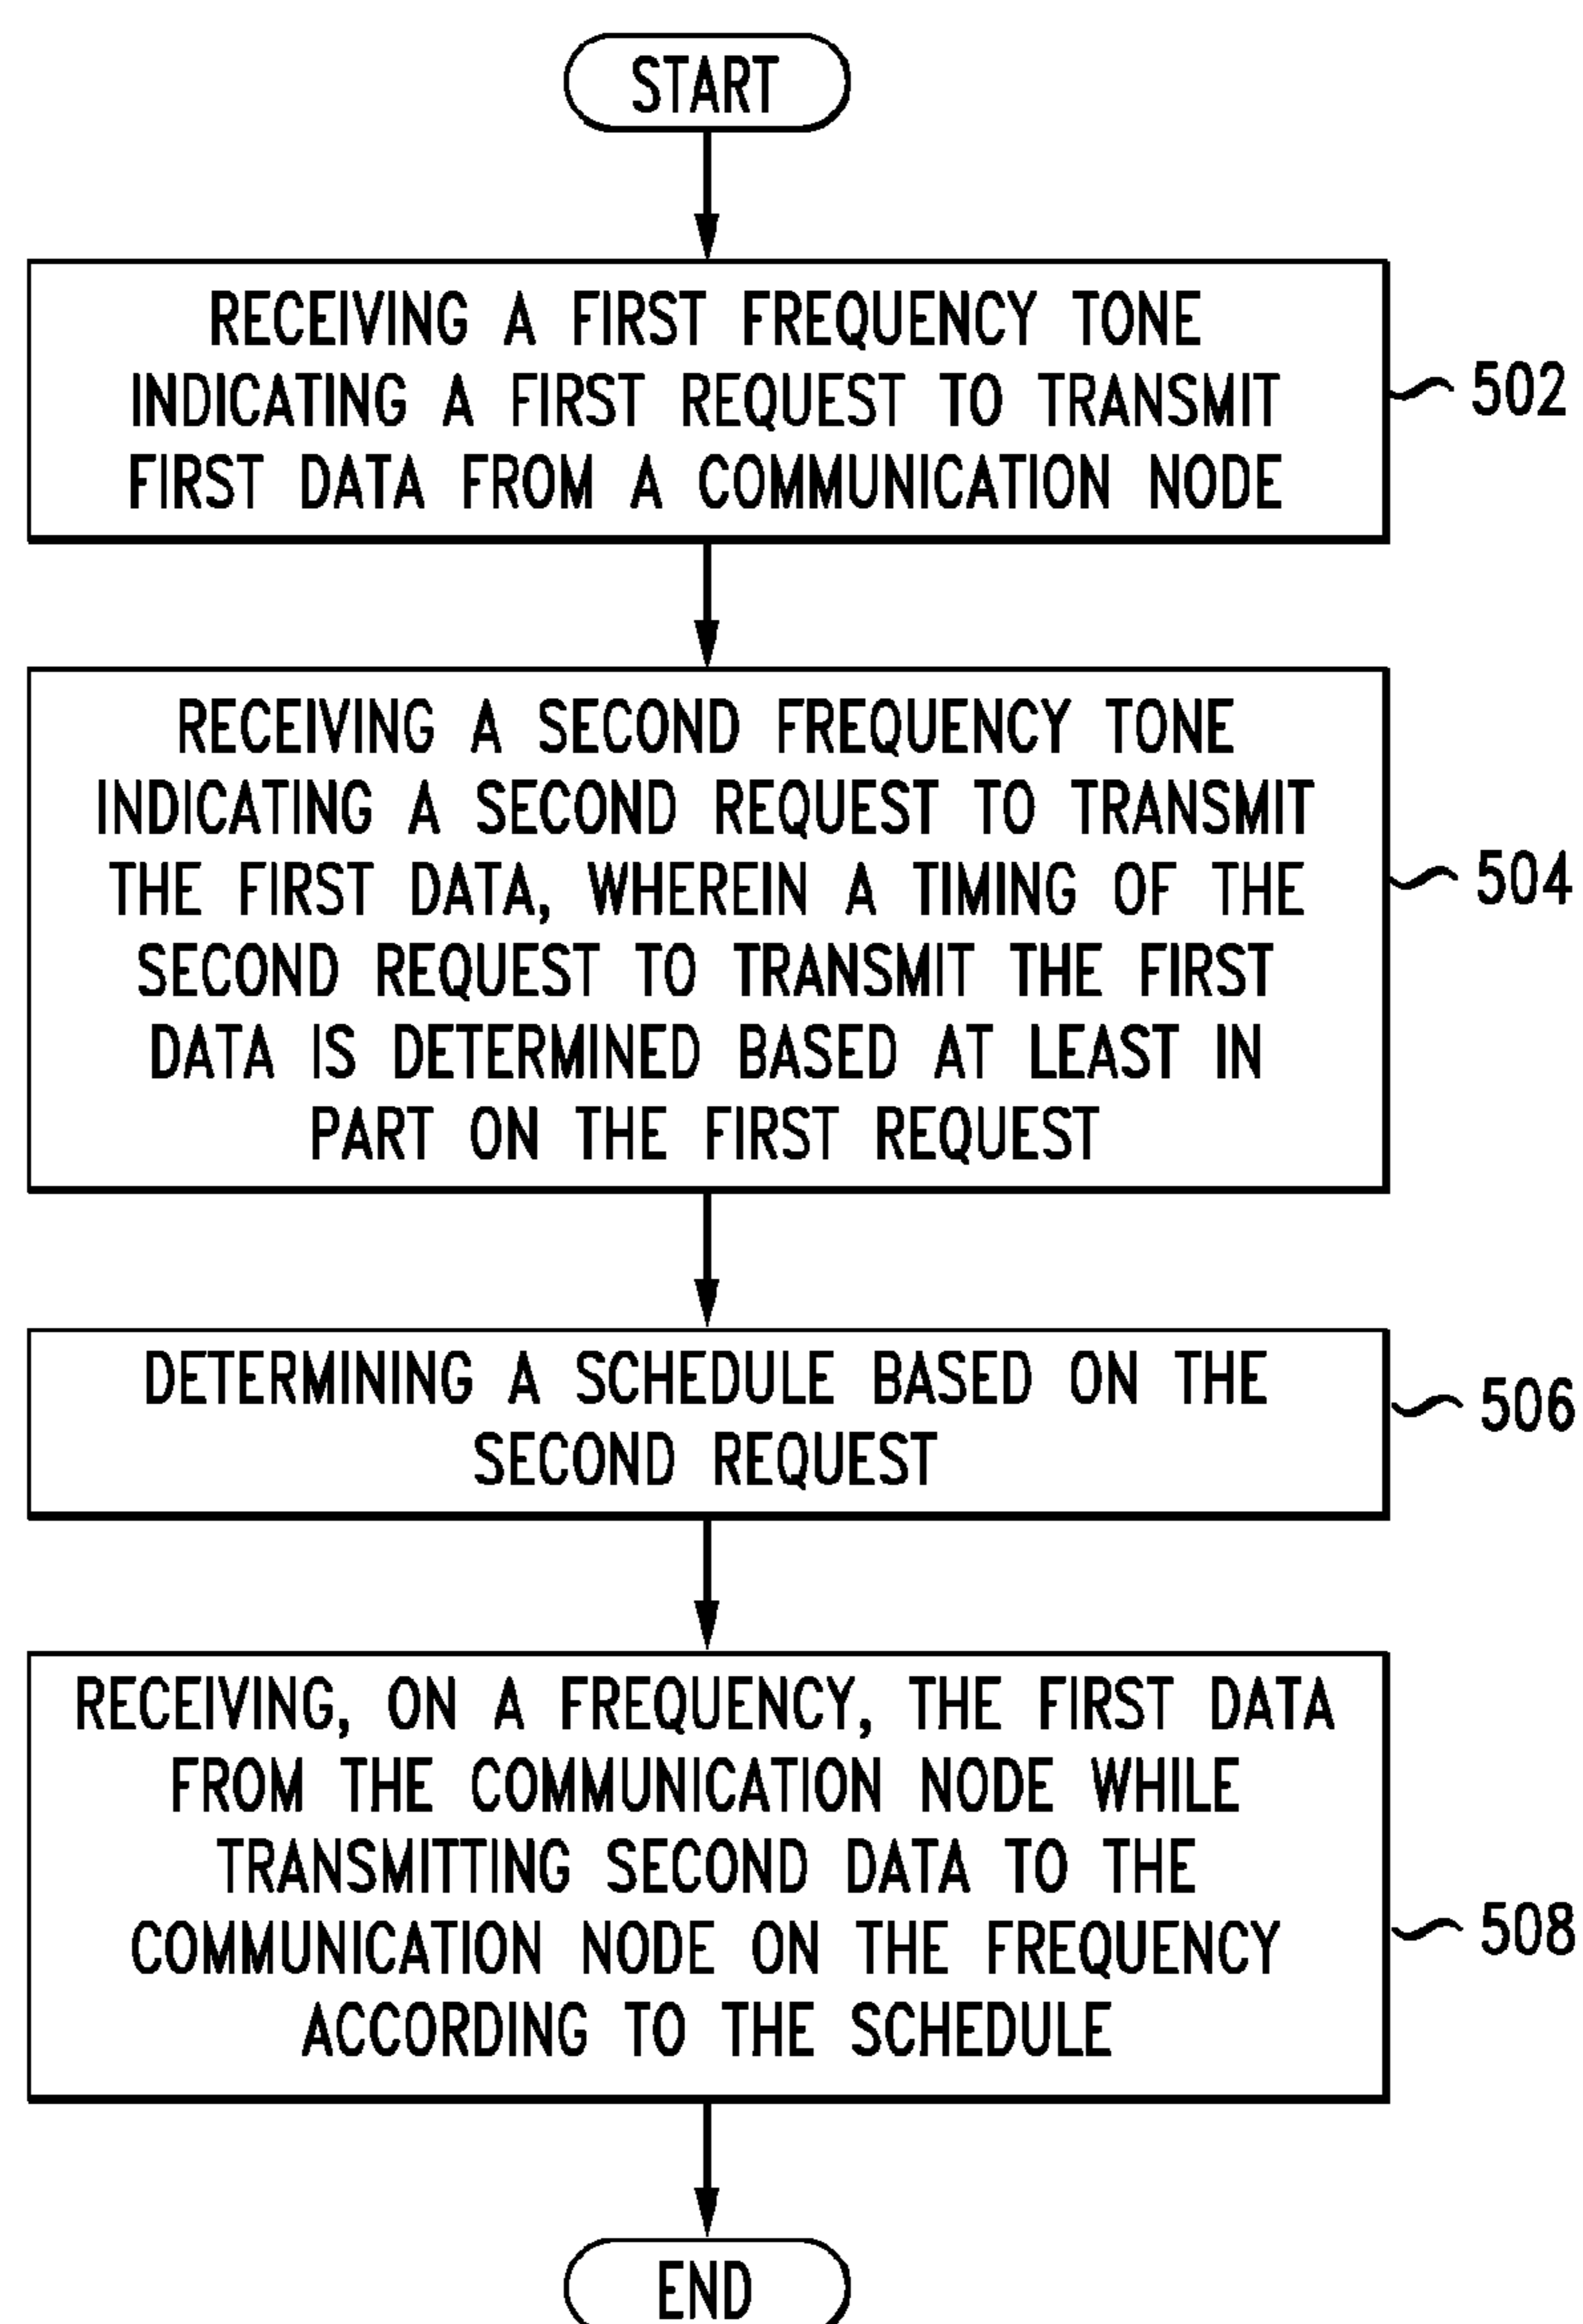 START
RECEIVING A FIRST FREQUENCY TONE
INDICATING A FIRST REQUEST TO TRANSMIT
FIRST DATA FROM A COMMUNICATION NODE
502
RECEIVING A SECOND FREQUENCY TONE
INDICATING A SECOND REQUEST TO TRANSMIT
THE FIRST DATA, WHEREIN A TIMING OF THE
SECOND REQUEST TO TRANSMIT THE FIRST
DATA IS DETERMINED BASED AT LEAST IN
PART ON THE FIRST REQUEST
504
DETERMINING A SCHEDULE BASED ON THE
SECOND REQUEST
506
RECEIVING, ON A FREQUENCY, THE FIRST DATA
FROM THE COMMUNICATION NODE WHILE
TRANSMITTING SECOND DATA TO THE
COMMUNICATION NODE ON THE FREQUENCY
ACCORDING TO THE SCHEDULE
508
END